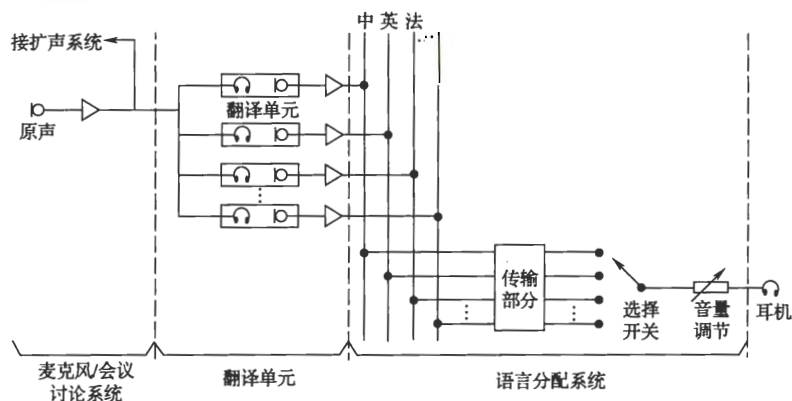 中 英 法
接扩声系统
原声
翻译单元
传输
部分
选择
开关
音量
调节
耳机
麦克风/会议
讨论系统
翻译单元
语言分配系统